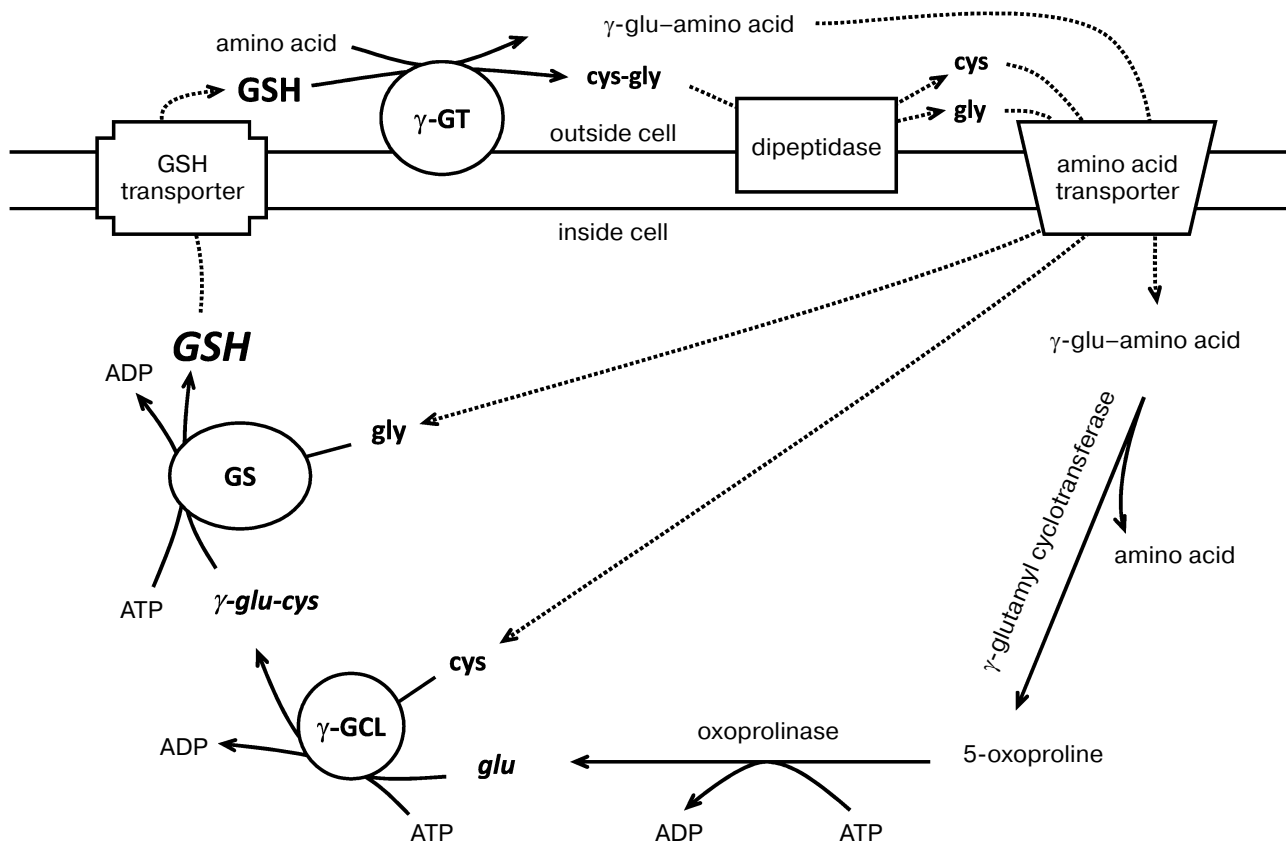 γ-glu–amino acid
amino acid
GSH
cys-gly
cys
gly
γ-GT
outside cell
dipeptidase
GSH
transporter
amino acid
transporter
inside cell
GSH
γ-glu–amino acid
ADP
gly
GS
γ-glutamyl cyclotransferase
amino acid
ATP
γ-glu-cys
cys
γ-GCL
ADP
glu
oxoprolinase
5-oxoproline
ATP
ADP
ATP